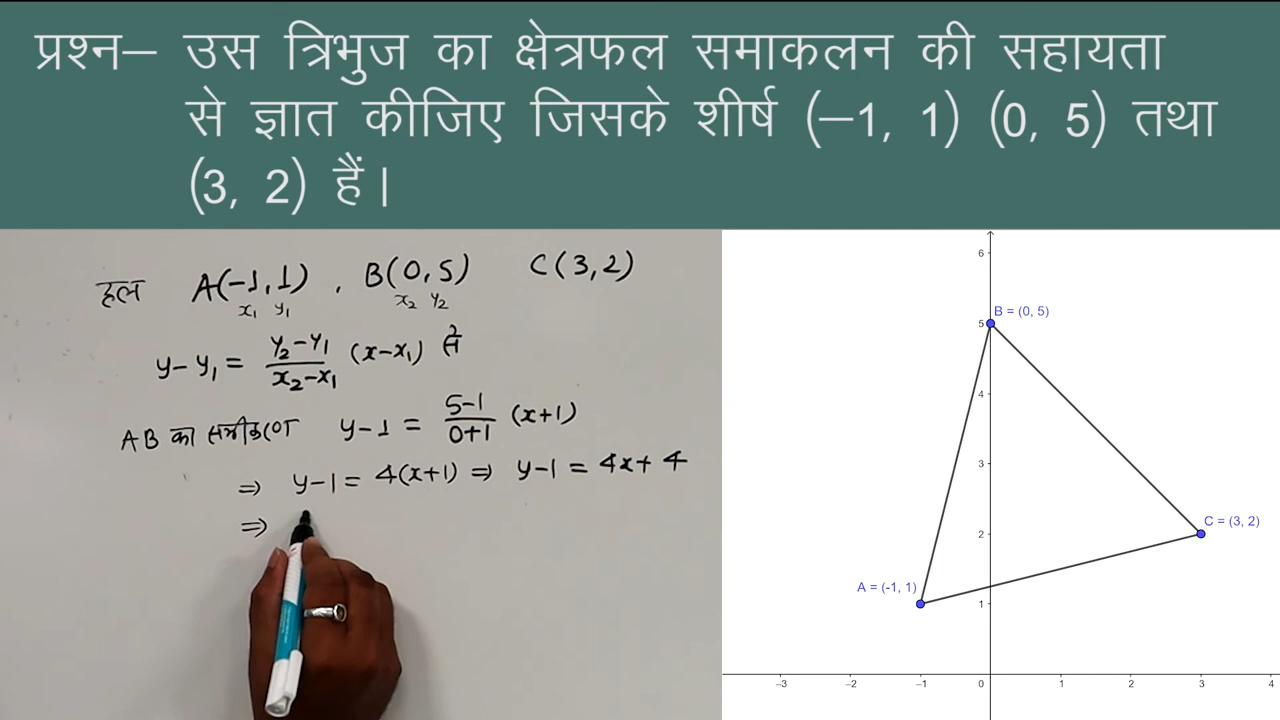 प्रश्न– उस त्रिभुज का क्षेत्रफल समाकलन की सहायता
से ज्ञात कीजिए जिसके शीर्ष (–1, 1) (0, 5) तथा
(3, 2) हैं।
हल A(-1,1) , B(0,5) C(3,2)
x₁ y₁ x₂ y₂
y-y₁ = \frac{y₂-y₁}{x₂-x₁} (x-x₁) से
AB का समीकरण y-1 = \frac{5-1}{0+1} (x+1)
⇒ y-1 = 4(x+1) ⇒ y-1 = 4x+4
⇒
6
B = (0, 5)
5
4
3
C = (3, 2)
2
A = (-1, 1)
1
–3 –2 –1 0 1 2 3 4